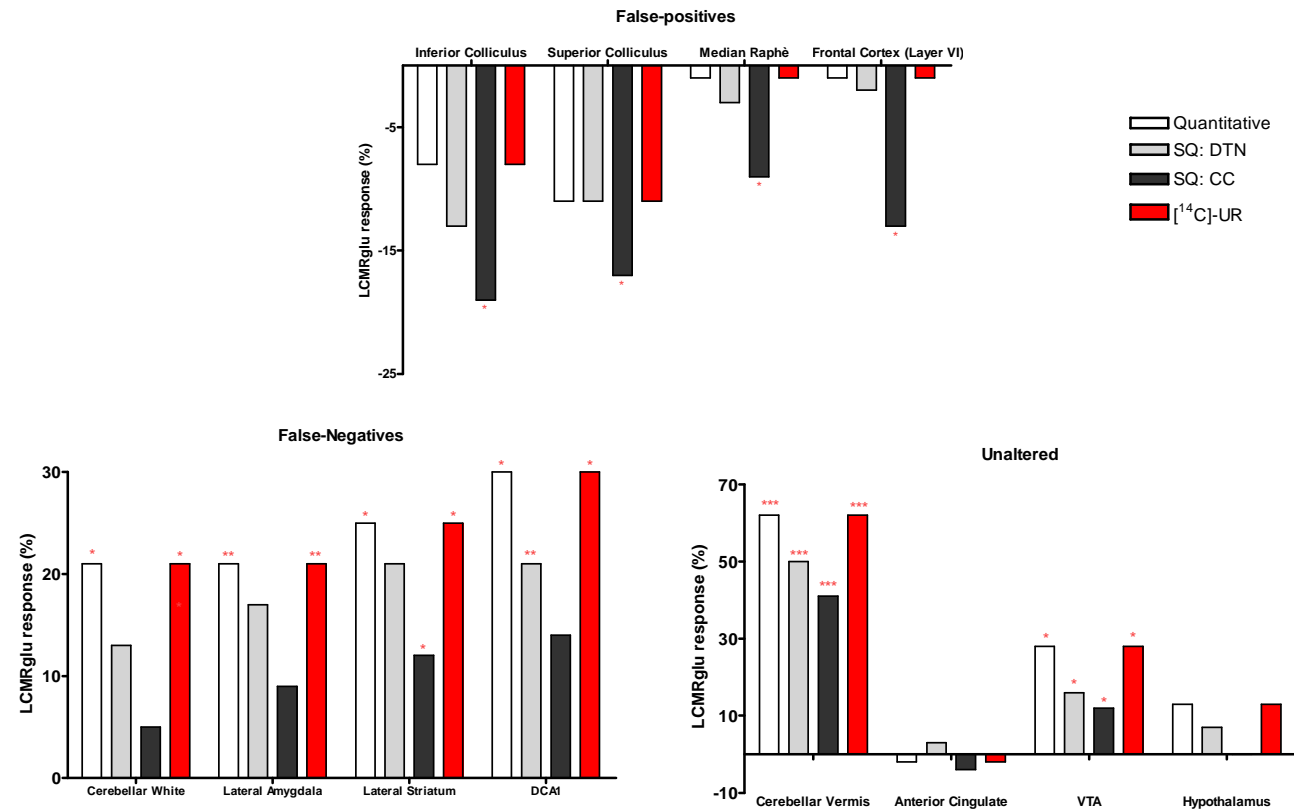 False-positives
Inferior Colliculus Superior Colliculus Median Raphè Frontal Cortex (Layer VI)
-5
-15
-25
LCMRglu response (%)
* * * *
Quantitative
SQ: DTN
SQ: CC
[¹⁴C]-UR
False-Negatives
30
20
10
0
LCMRglu response (%)
* * * ** ** * * * * ** *
Cerebellar White Lateral Amygdala Lateral Striatum DCA1
Unaltered
70
50
30
10
-10
LCMRglu response (%)
*** *** *** *** * * * *
Cerebellar Vermis Anterior Cingulate VTA Hypothalamus